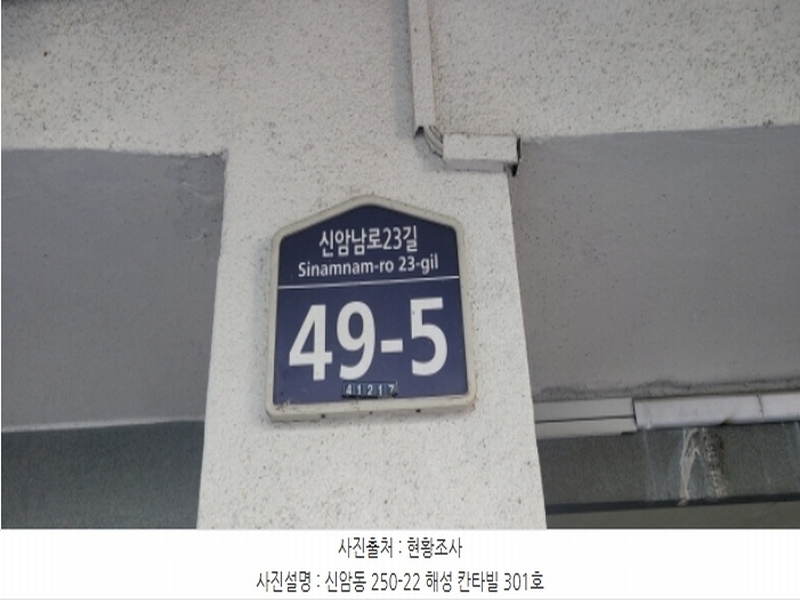 신암남로23길
Sinamnam-ro 23-gil
49-5
41217
사진출처 : 현황조사
사진설명 : 신암동 250-22 해성 칸타빌 301호